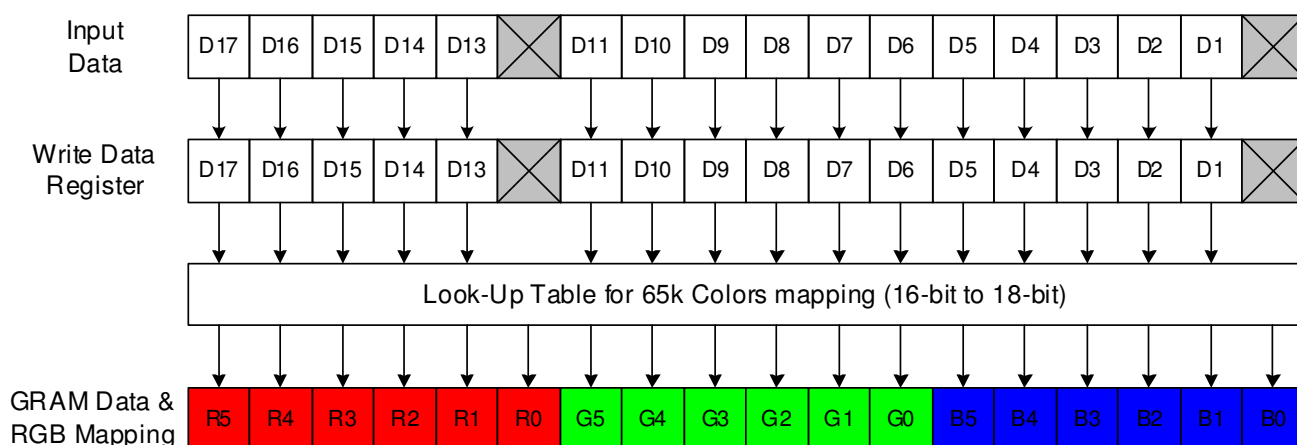 Input
Data
D17 D16 D15 D14 D13 D11 D10 D9 D8 D7 D6 D5 D4 D3 D2 D1
Write Data
Register
D17 D16 D15 D14 D13 D11 D10 D9 D8 D7 D6 D5 D4 D3 D2 D1
Look-Up Table for 65k Colors mapping (16-bit to 18-bit)
GRAM Data &
RGB Mapping
R5 R4 R3 R2 R1 R0 G5 G4 G3 G2 G1 G0 B5 B4 B3 B2 B1 B0